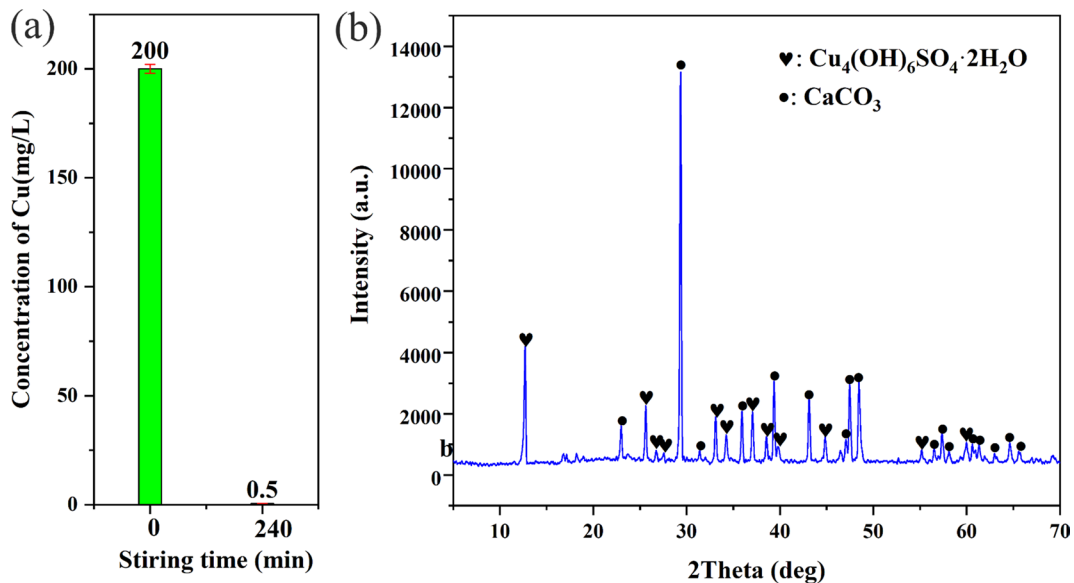 (a)
200
200
150
100
50
0
0.5
0
240
Concentration of Cu(mg/L)
Stiring time (min)
(b)
14000
12000
10000
8000
6000
4000
2000
0
b
♥: Cu₄(OH)₆SO₄·2H₂O
●: CaCO₃
Intensity (a.u.)
10 20 30 40 50 60 70
2Theta (deg)